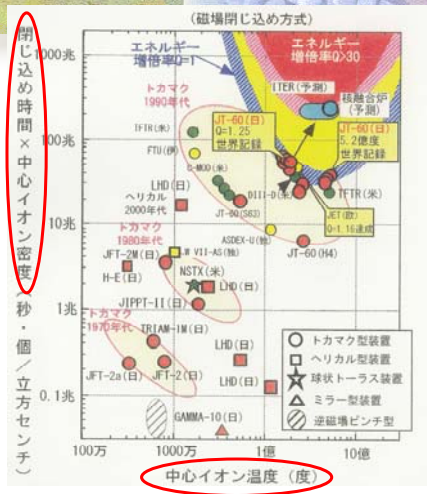 (磁場閉じ込め方式)
閉じ込め時間×中心イオン密度(秒・個/立方センチ)
1000兆
100兆
10兆
1兆
0.1兆
エネルギー
増倍率Q=1
エネルギー
増倍率Q>30
ITER(予測)
核融合炉
(予測)
トカマク
1990年代
JT-60(日)
Q=1.25
世界記録
JT-60(日)
5.2億度
世界記録
TFTR(米)
FTU(伊)
C-MOD(米)
LHD(日)
ヘリカル
2000年代
DIII-D(米)
TFTR(米)
JT-60(S63)
JET(欧)
Q=1.16達成
ASDEX-U(独)
JT-60(H4)
トカマク
1980年代
W VII-AS(独)
JFT-2M(日)
H-E(日)
NSTX(米)
LHD(日)
JIPPT-II(日)
トカマク
1970年代
TRIAM-1M(日)
JFT-2a(日)
JFT-2(日)
LHD(日)
LHD(日)
GAMMA-10(日)
トカマク型装置
ヘリカル型装置
球状トーラス装置
ミラー型装置
逆磁場ピンチ型
100万
1000万
1億
10億
中心イオン温度(度)